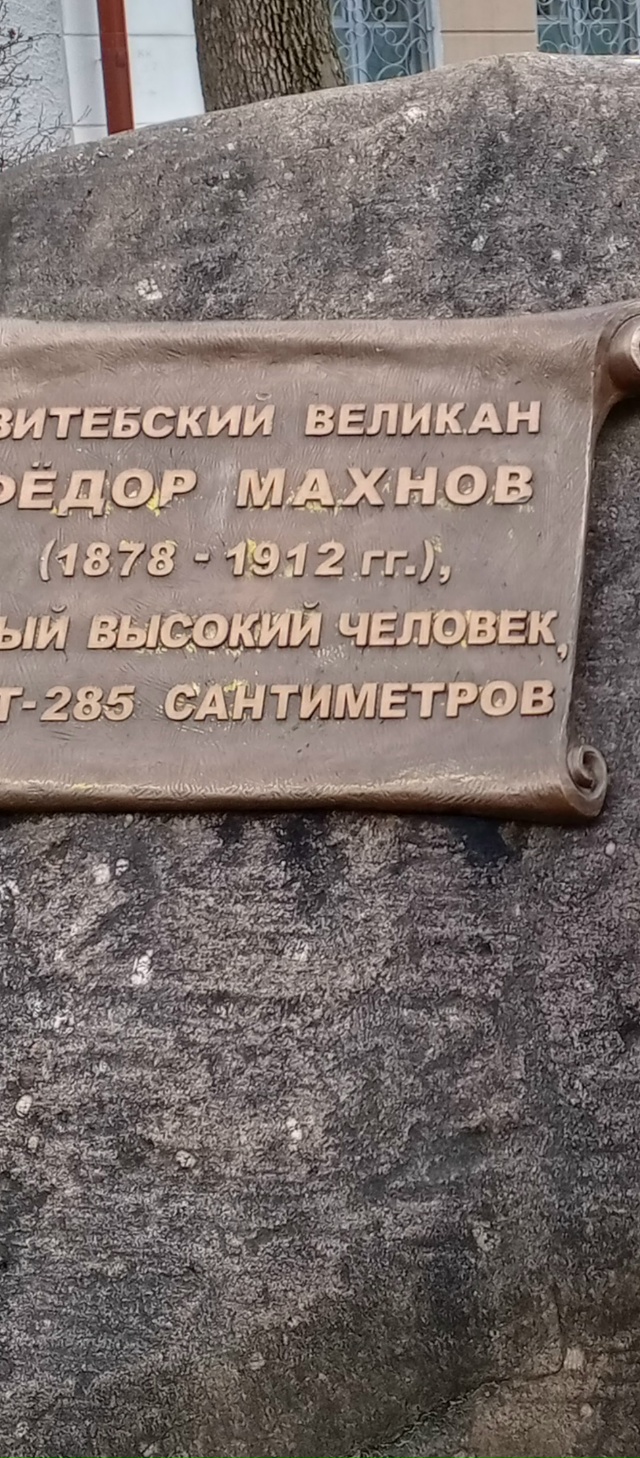 ВИТЕБСКИЙ ВЕЛИКАН
ФЁДОР МАХНОВ
(1878 - 1912 гг.),
ЫЙ ВЫСОКИЙ ЧЕЛОВЕК,
Т-285 САНТИМЕТРОВ